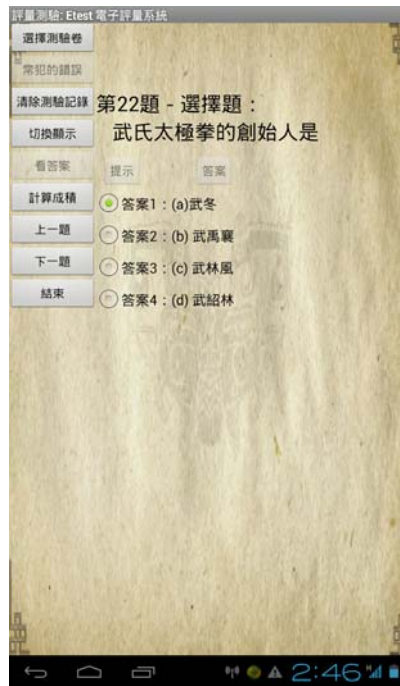 評量測驗: Etest 電子評量系統
選擇測驗卷
常犯的錯誤
清除測驗記錄
切換顯示
看答案
計算成積
上一題
下一題
結束
第22題 - 選擇題：
武氏太極拳的創始人是
提示
答案
答案1：(a)武冬
答案2：(b) 武禹襄
答案3：(c) 武林風
答案4：(d) 武紹林
2:46